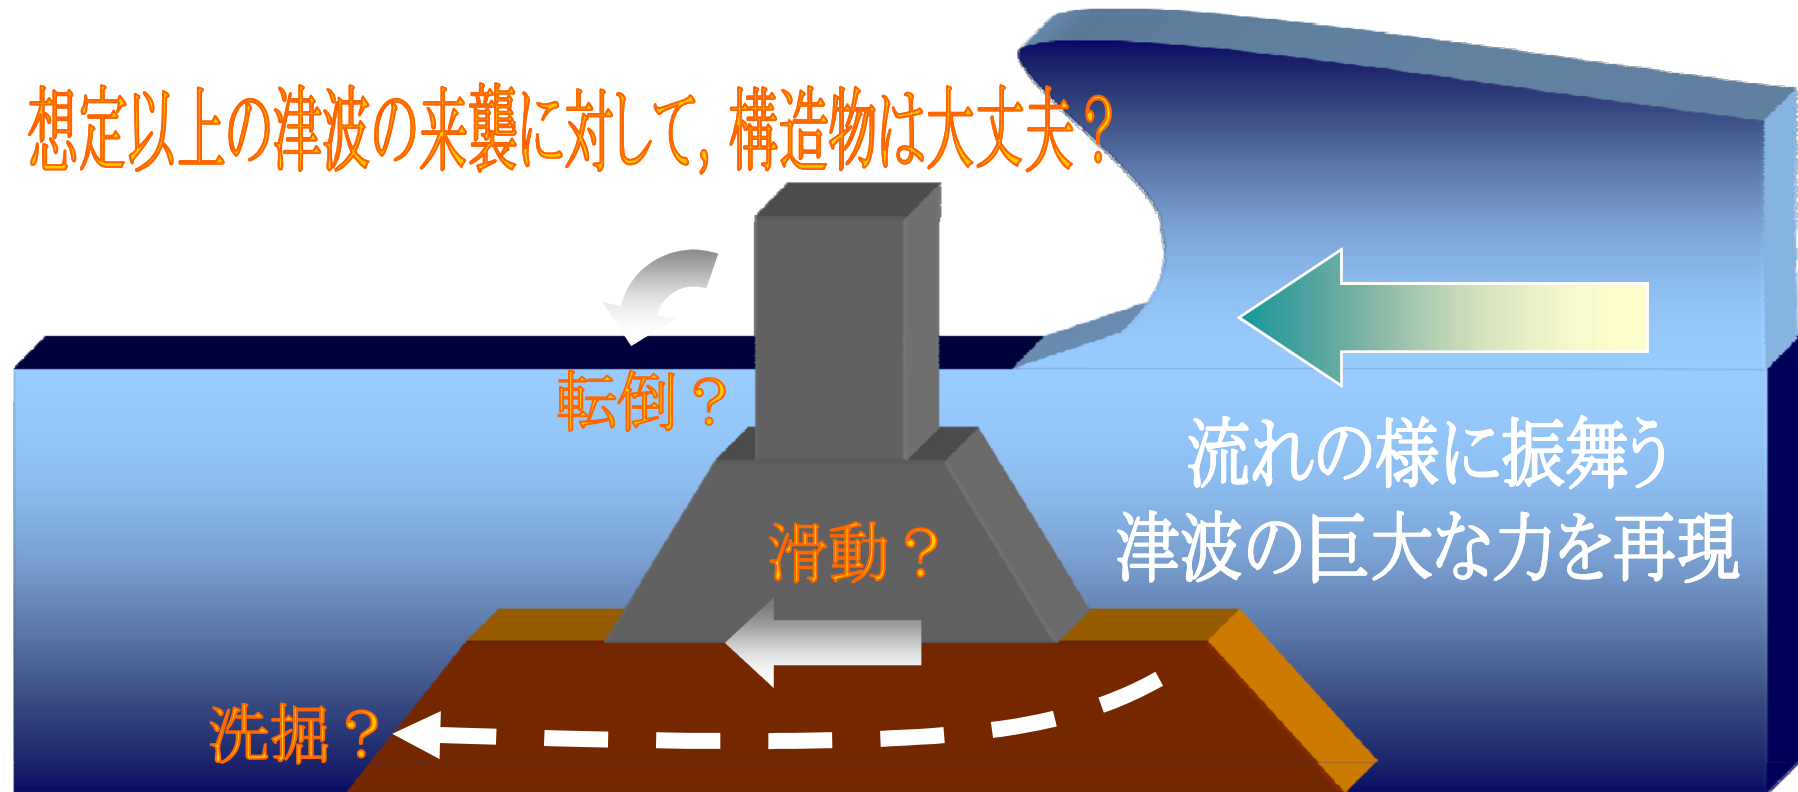 想定以上の津波の来襲に対して,構造物は大丈夫？
転倒？
流れの様に振舞う
津波の巨大な力を再現
滑動？
洗掘？